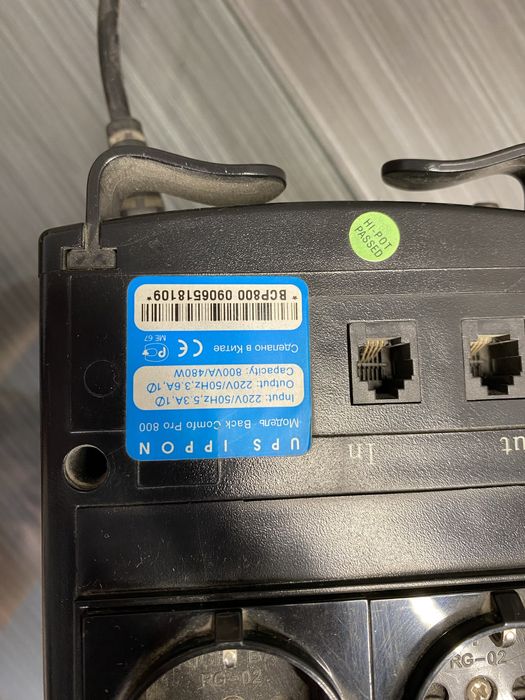 UPS IPPON
Модель: Back Comfo Pro 800
Input: 220V/50Hz,5.3A,1Ø
Output: 220V/50Hz,3.6A,1Ø
Capacity: 800VA/480W
Сделано в Китае
ME 67
*BCP800 0906518109*
HI-POT
PASSED
In
ut
RG-02
RG-02